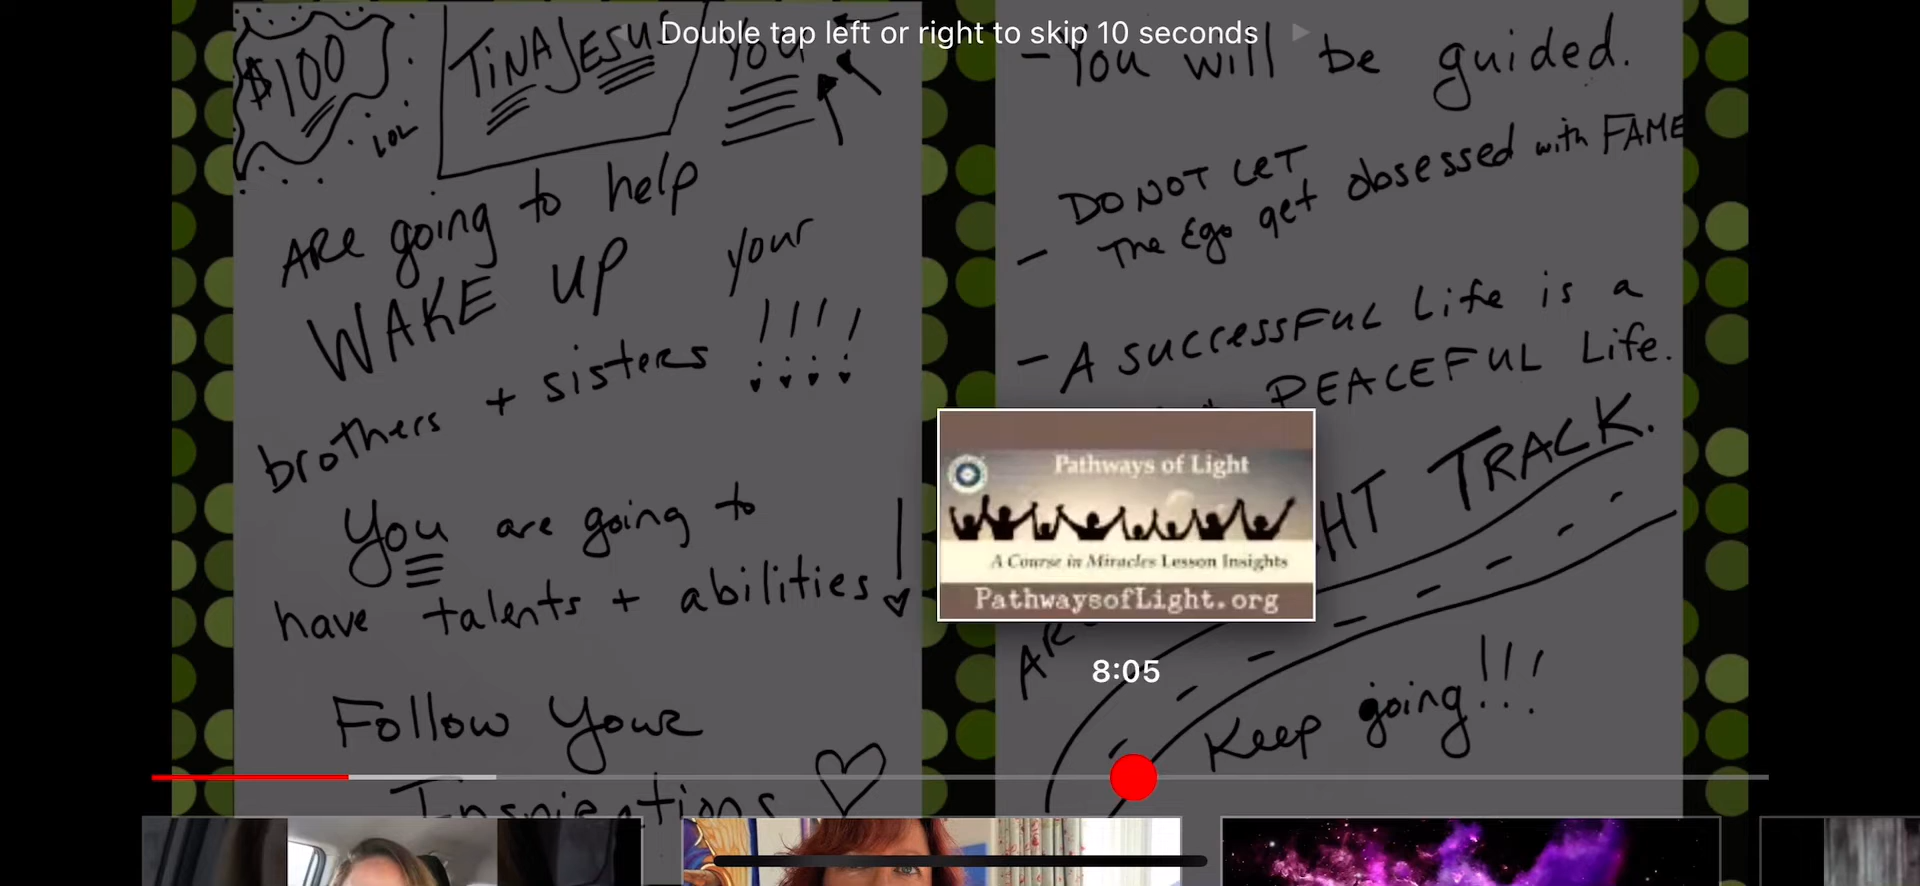 Double tap left or right to skip 10 seconds
$100
LOL
TiNA JESUS
You
ARE going to help
WAKE UP your
brothers + sisters !!!!
You are going to
have talents + abilities!
Follow Your
Inspirations
- You will be guided.
- DO NOT LET
The Ego get obsessed with FAME
- A successFuL Life is a
PEACEFUL Life.
HT TRACK.
Keep going!!!
Pathways of Light
A Course in Miracles Lesson Insights
PathwaysofLight.org
8:05